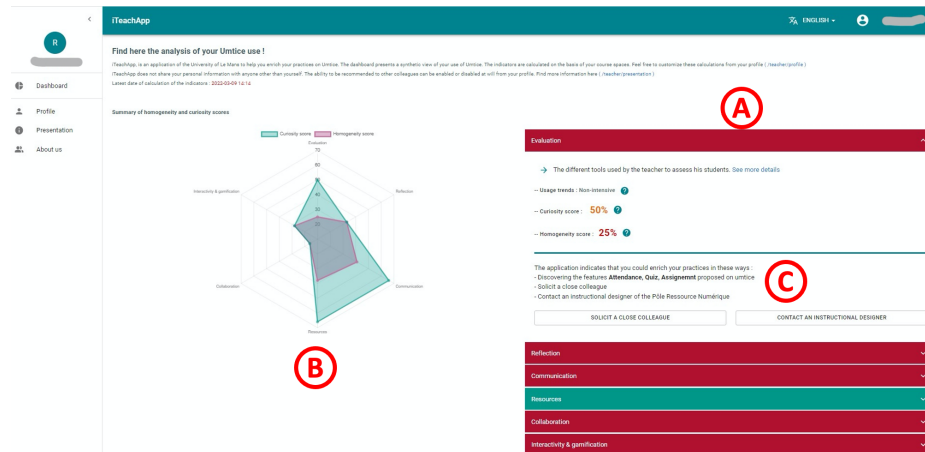 iTeachApp
ENGLISH
R
Dashboard
Profile
Presentation
About us
Find here the analysis of your Umtice use !
iTeachApp, is an application of the University of Le Mans to help you enrich your practices on Umtice. The dashboard presents a synthetic view of your use of Umtice. The indicators are calculated on the basis of your course spaces. Feel free to customize these calculations from your profile ( /teacher/profile )
iTeachApp does not share your personal information with anyone other than yourself. The ability to be recommended to other colleagues can be enabled or disabled at will from your profile. Find more information here ( /teacher/presentation )
Latest date of calculation of the indicators : 2022-03-09 14:14
Summary of homogeneity and curiosity scores
Curiosity score
Homogeneity score
Evaluation
70
60
50
40
30
20
Reflection
Communication
Resources
Collaboration
Interactivity & gamification
B
A
Evaluation
The different tools used by the teacher to assess his students. See more details
-- Usage trends : Non-intensive
-- Curiosity score : 50%
-- Homogeneity score : 25%
The application indicates that you could enrich your practices in these ways :
- Discovering the features Attendance, Quiz, Assignemnt proposed on umtice
- Solicit a close colleague
- Contact an instructional designer of the Pôle Ressource Numérique
C
SOLICIT A CLOSE COLLEAGUE
CONTACT AN INSTRUCTIONAL DESIGNER
Reflection
Communication
Resources
Collaboration
Interactivity & gamification